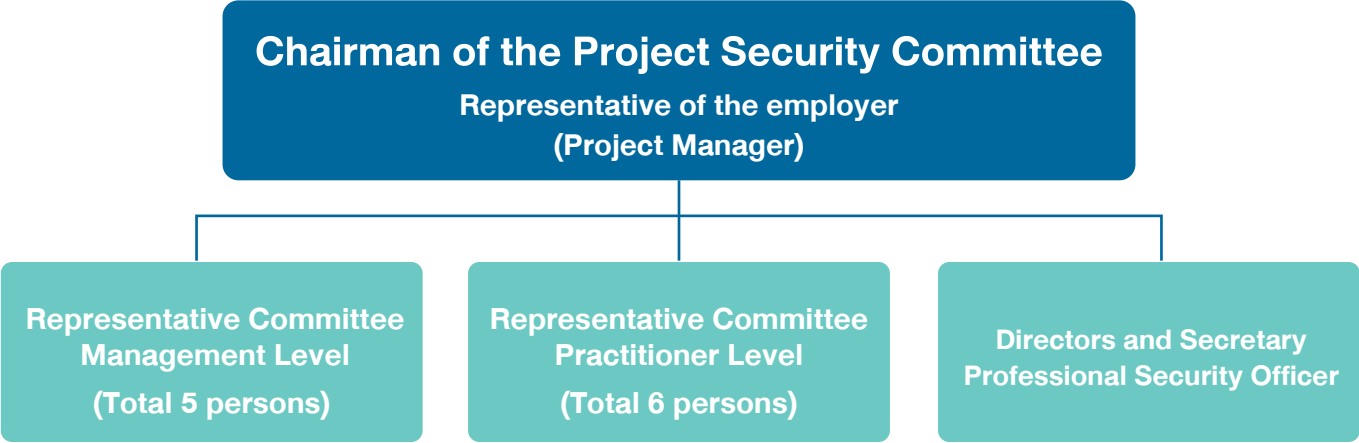 Chairman of the Project Security Committee
Representative of the employer
(Project Manager)
Representative Committee
Management Level
(Total 5 persons)
Representative Committee
Practitioner Level
(Total 6 persons)
Directors and Secretary
Professional Security Officer